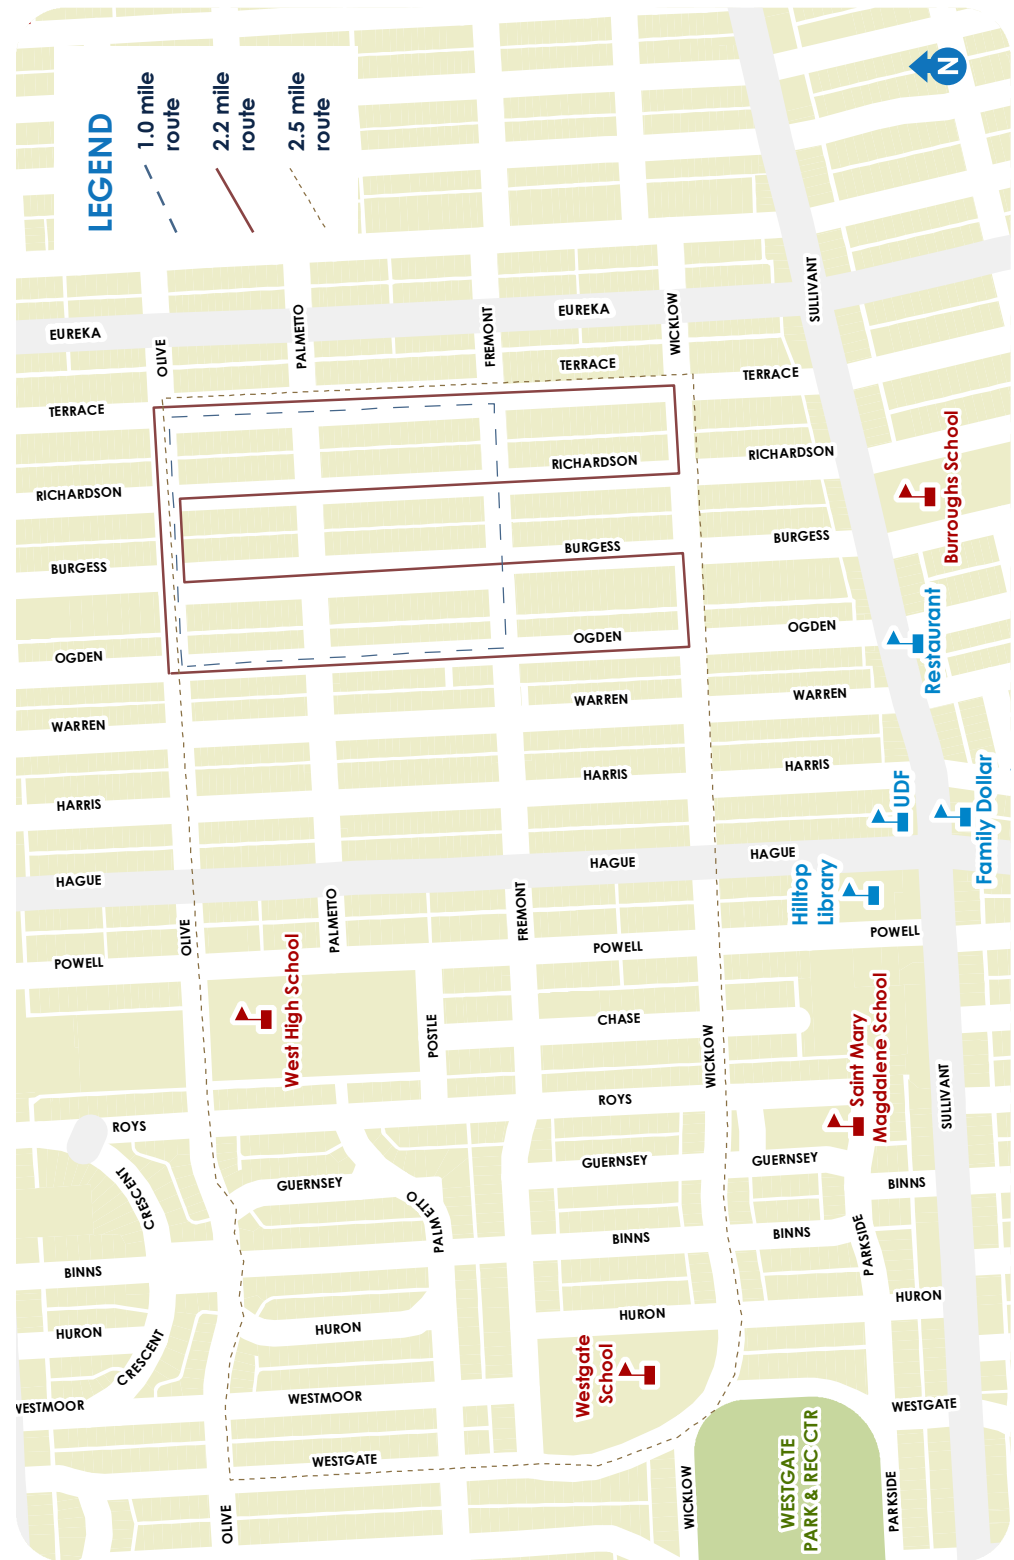 LEGEND
1.0 mile
route
2.2 mile
route
2.5 mile
route
N
EUREKA
EUREKA
OLIVE
PALMETTO
FREMONT
WICKLOW
SULLIVANT
TERRACE
TERRACE
TERRACE
RICHARDSON
RICHARDSON
RICHARDSON
BURGESS
BURGESS
BURGESS
OGDEN
OGDEN
OGDEN
WARREN
WARREN
WARREN
HARRIS
HARRIS
HARRIS
HAGUE
HAGUE
HAGUE
Burroughs School
Restaurant
UDF
Family Dollar
Hilltop
Library
OLIVE
PALMETTO
FREMONT
POWELL
POWELL
POWELL
West High School
POSTLE
CHASE
WICKLOW
Saint Mary
Magdalene School
SULLIVANT
ROYS
ROYS
CRESCENT
GUERNSEY
GUERNSEY
GUERNSEY
PALMETTO
BINNS
BINNS
BINNS
BINNS
PARKSIDE
HURON
HURON
HURON
HURON
CRESCENT
Westgate
School
WESTMOOR
WESTMOOR
WESTGATE
WESTGATE
OLIVE
WICKLOW
WESTGATE
PARK & REC CTR
PARKSIDE